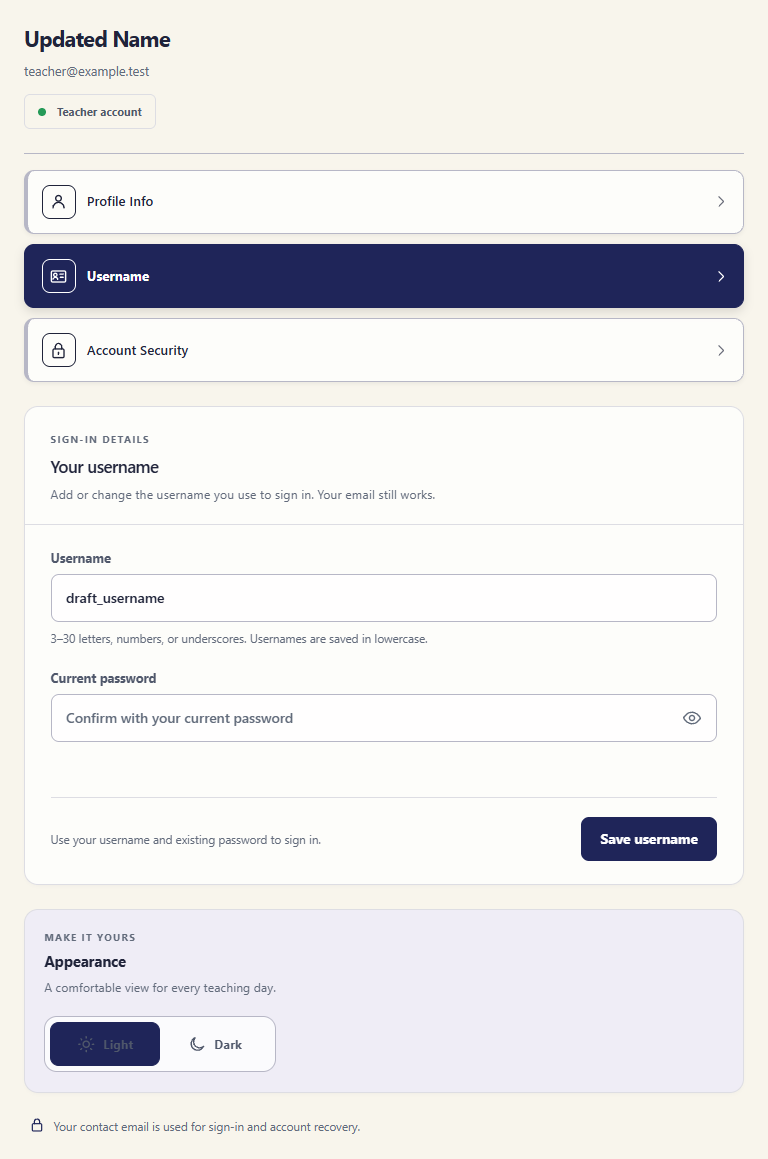 Updated Name
teacher@example.test
Teacher account
Profile Info
Username
Account Security
SIGN-IN DETAILS
Your username
Add or change the username you use to sign in. Your email still works.
Username
draft_username
3–30 letters, numbers, or underscores. Usernames are saved in lowercase.
Current password
Confirm with your current password
Use your username and existing password to sign in.
Save username
MAKE IT YOURS
Appearance
A comfortable view for every teaching day.
Light
Dark
Your contact email is used for sign-in and account recovery.